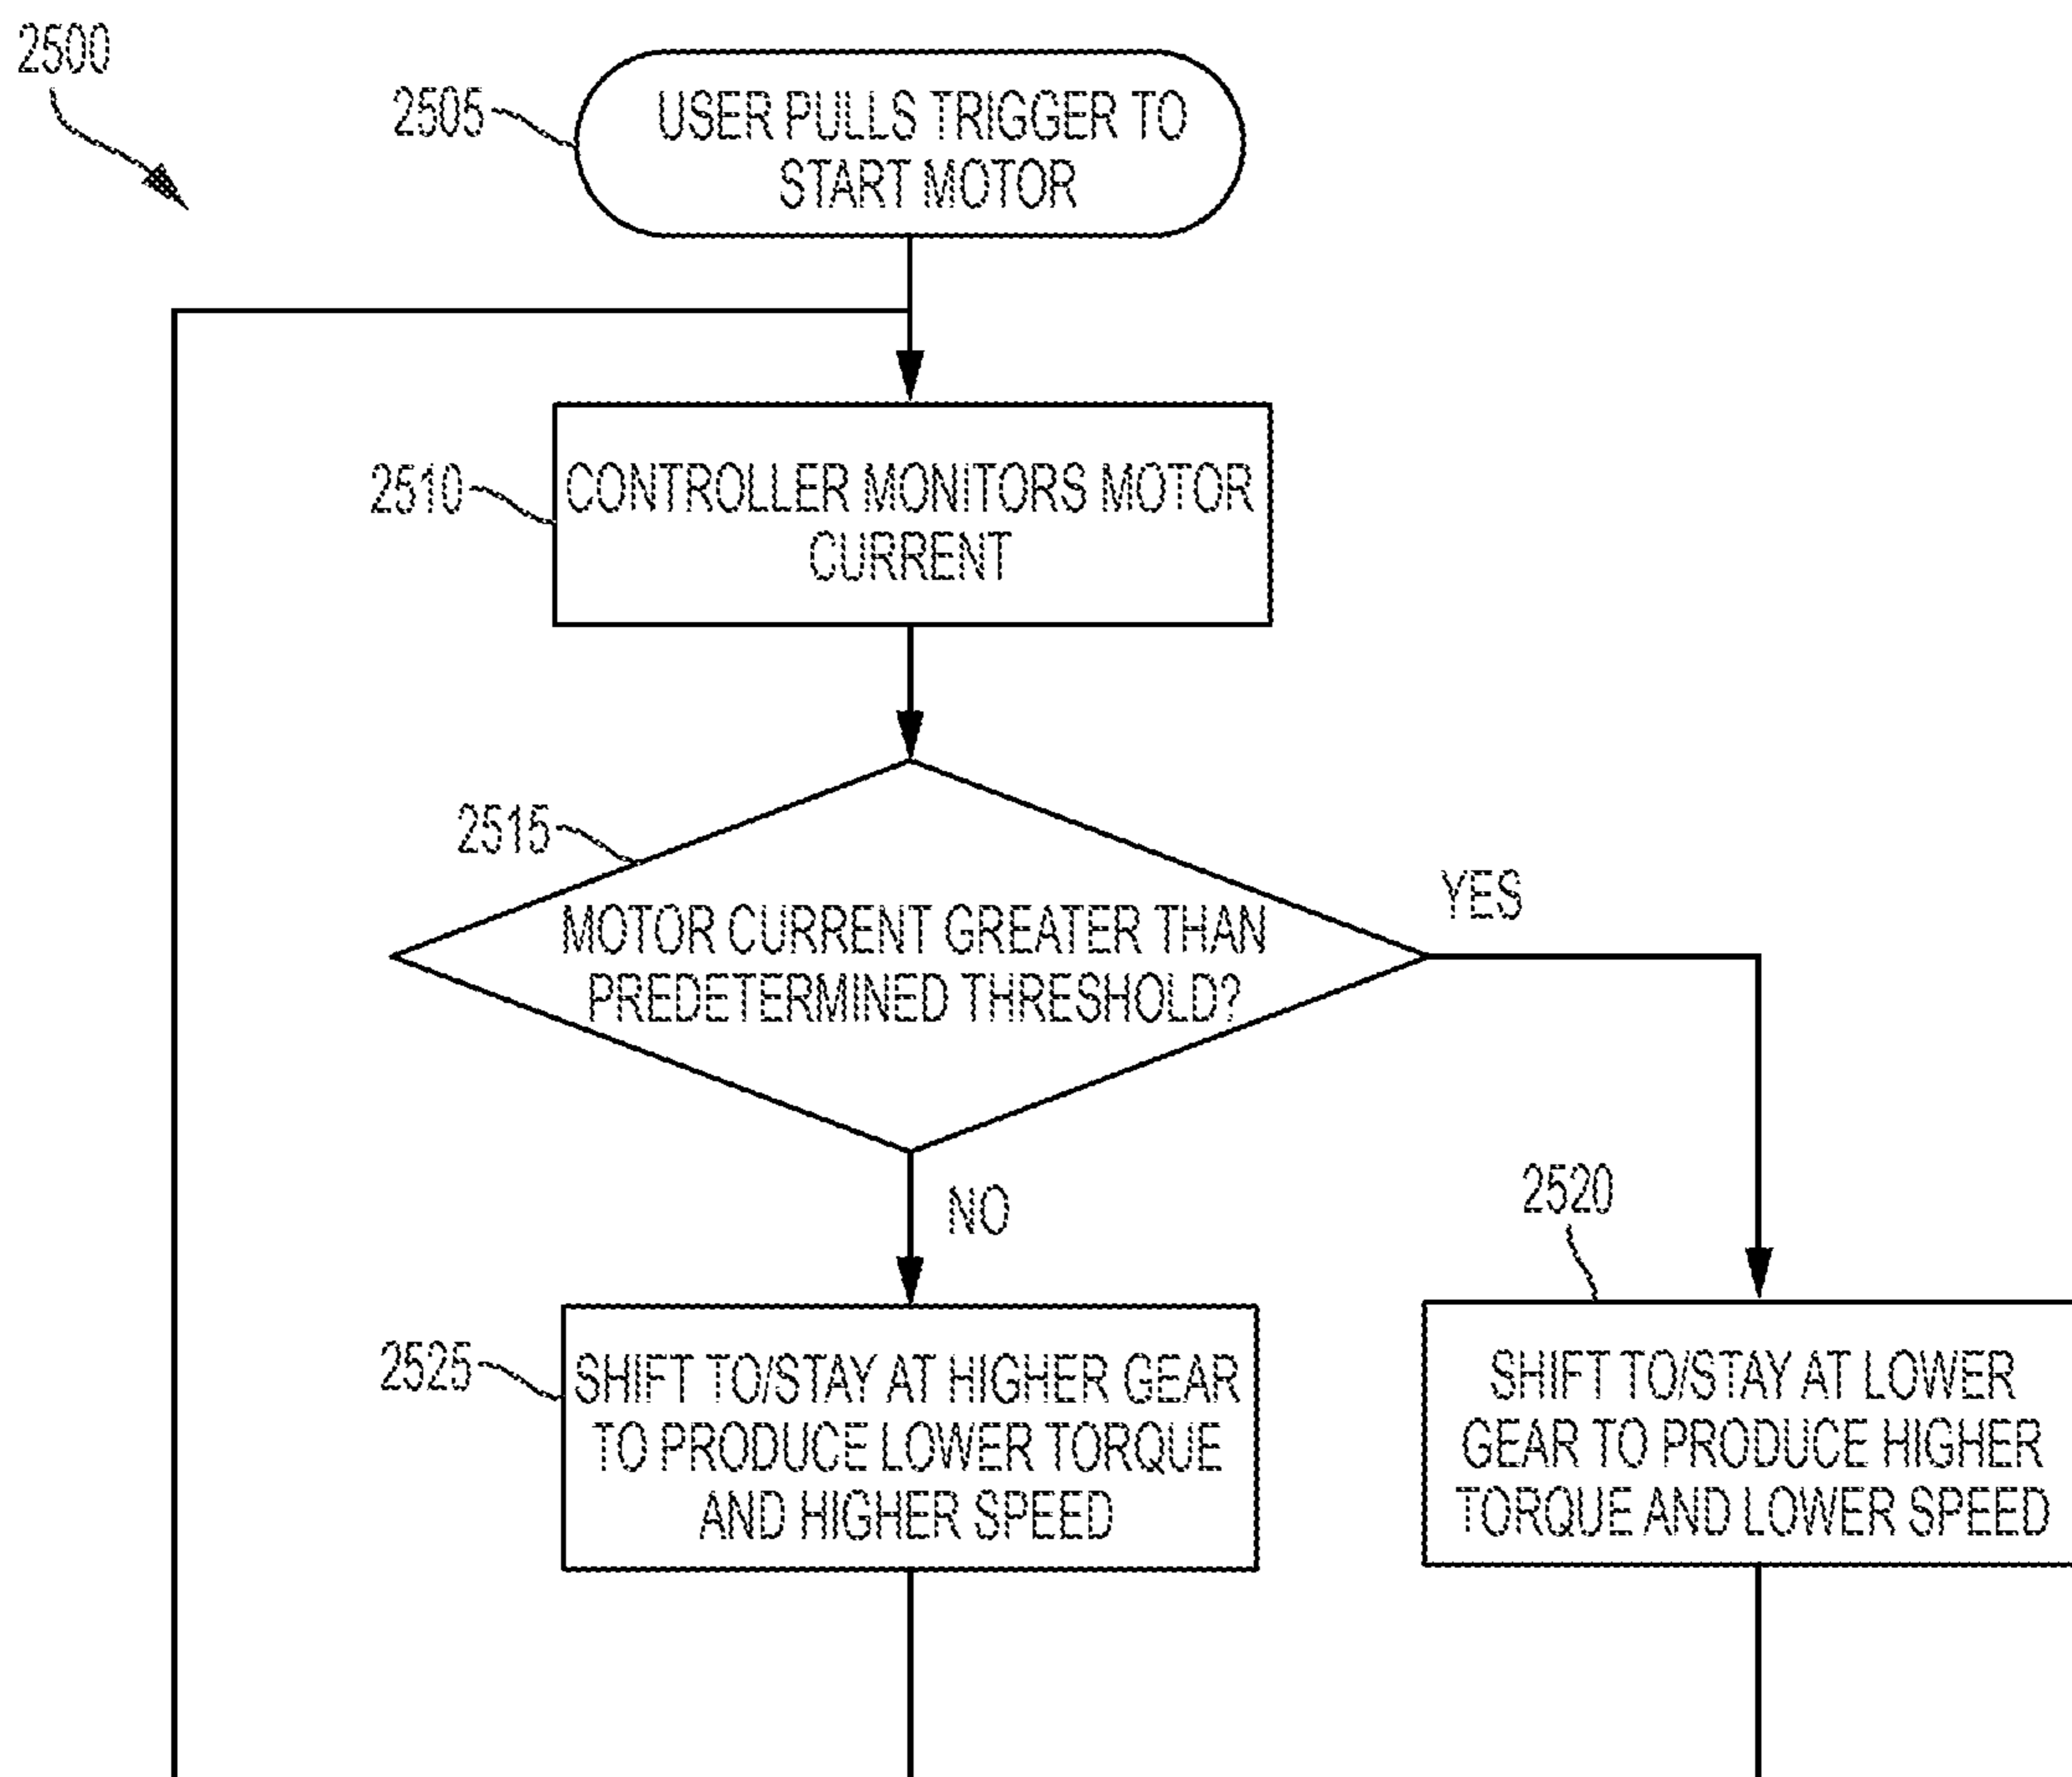 2500
2505
USER PULLS TRIGGER TO
START MOTOR
2510
CONTROLLER MONITORS MOTOR
CURRENT
2515
MOTOR CURRENT GREATER THAN
PREDETERMINED THRESHOLD?
YES
NO
2520
2525
SHIFT TO/STAY AT HIGHER GEAR
TO PRODUCE LOWER TORQUE
AND HIGHER SPEED
SHIFT TO/STAY AT LOWER
GEAR TO PRODUCE HIGHER
TORQUE AND LOWER SPEED